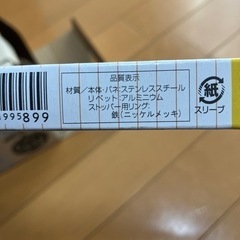 品質表示
材質／本体・バネ:ステンレススチール
リベット:アルミニウム
ストッパー用リング:
鉄(ニッケルメッキ)
紙
スリーブ
995899